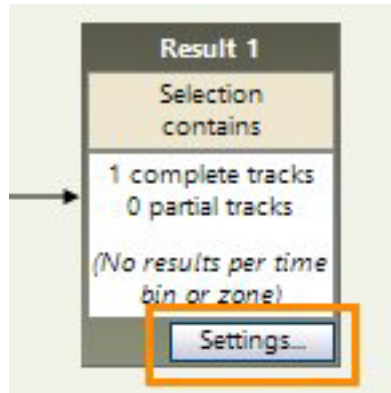 Result 1
Selection
contains
1 complete tracks
0 partial tracks
(No results per time
bin or zone)
Settings...